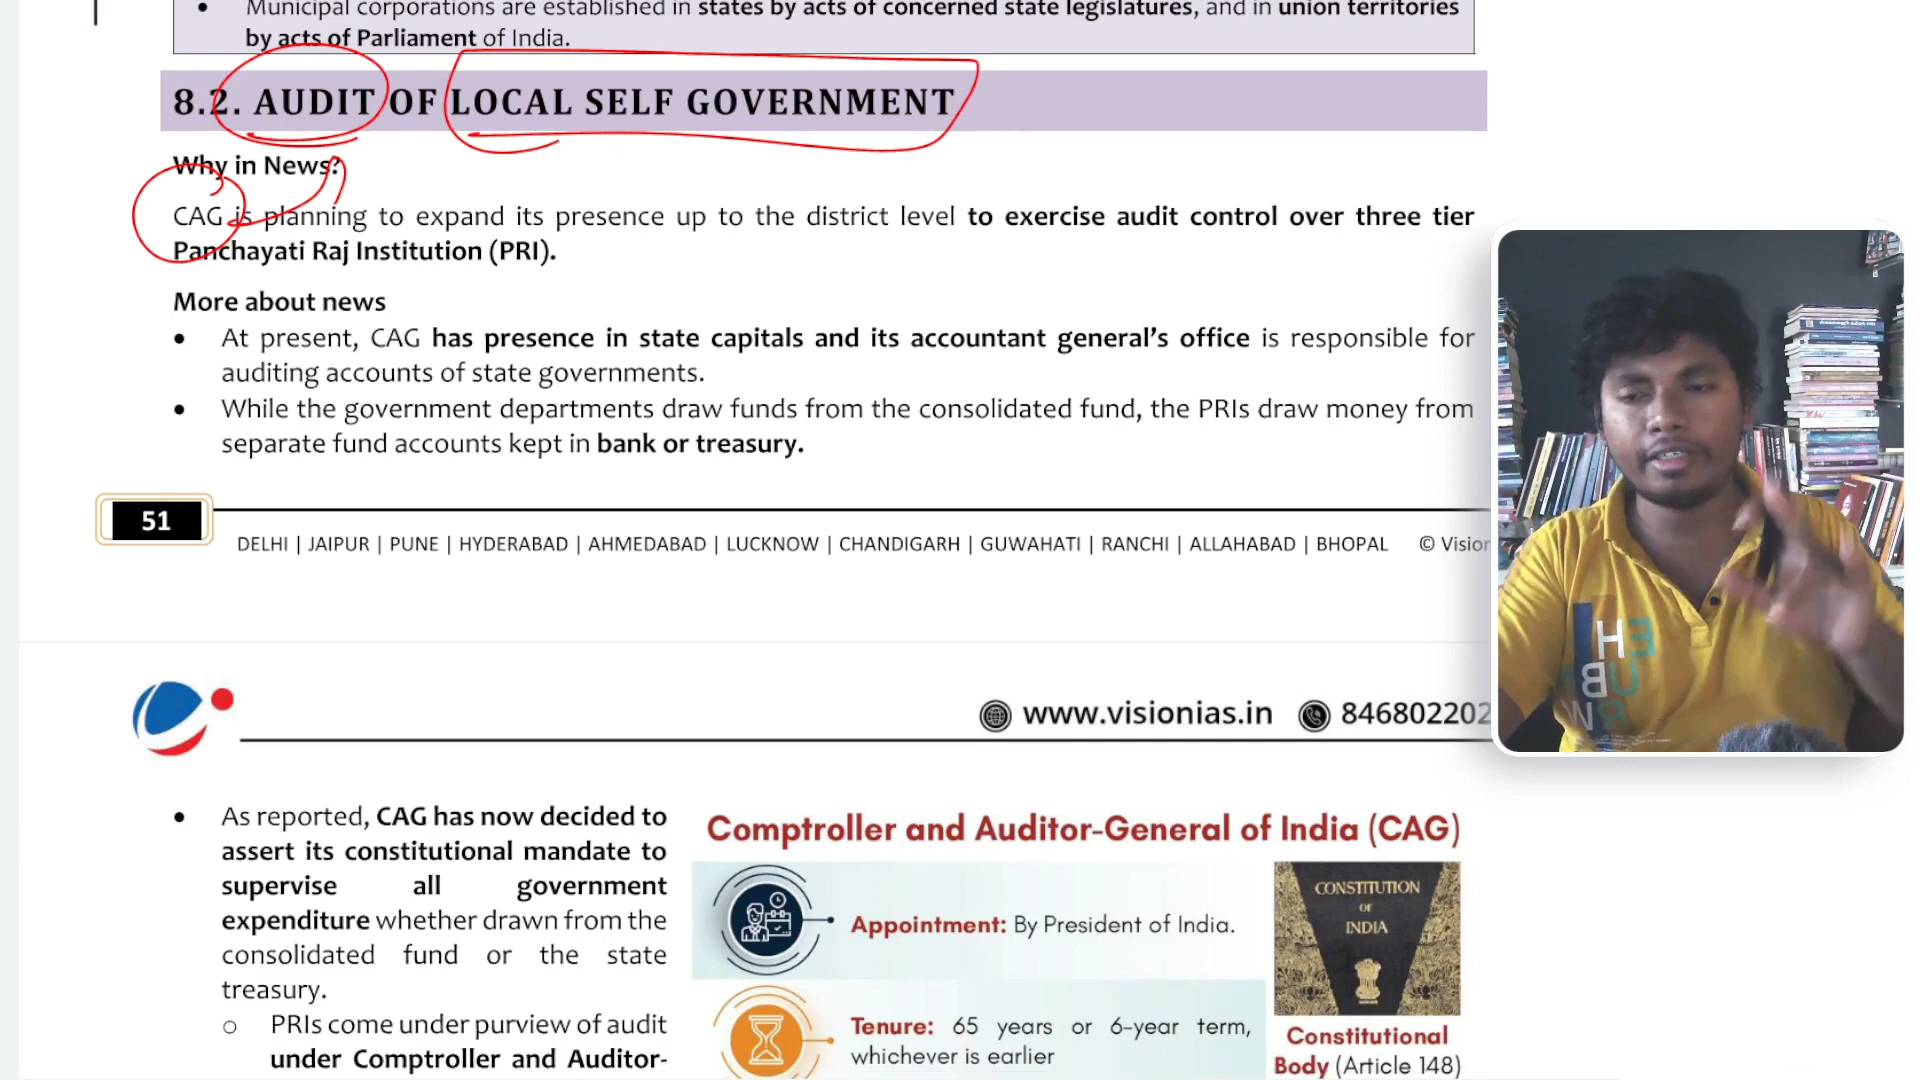 Municipal corporations are established in states by acts of concerned state legislatures, and in union territories
by acts of Parliament of India.
8.2. AUDIT OF LOCAL SELF GOVERNMENT
Why in News?
CAG is planning to expand its presence up to the district level to exercise audit control over three tier
Panchayati Raj Institution (PRI).
More about news
• At present, CAG has presence in state capitals and its accountant general's office is responsible for
auditing accounts of state governments.
• While the government departments draw funds from the consolidated fund, the PRIs draw money from
separate fund accounts kept in bank or treasury.
51
DELHI | JAIPUR | PUNE | HYDERABAD | AHMEDABAD | LUCKNOW | CHANDIGARH | GUWAHATI | RANCHI | ALLAHABAD | BHOPAL © Vision
www.visionias.in 846802202
• As reported, CAG has now decided to
assert its constitutional mandate to
supervise all government
expenditure whether drawn from the
consolidated fund or the state
treasury.
○ PRIs come under purview of audit
under Comptroller and Auditor-
Comptroller and Auditor-General of India (CAG)
Appointment: By President of India.
Tenure: 65 years or 6-year term,
whichever is earlier
CONSTITUTION
OF
INDIA
Constitutional
Body (Article 148)